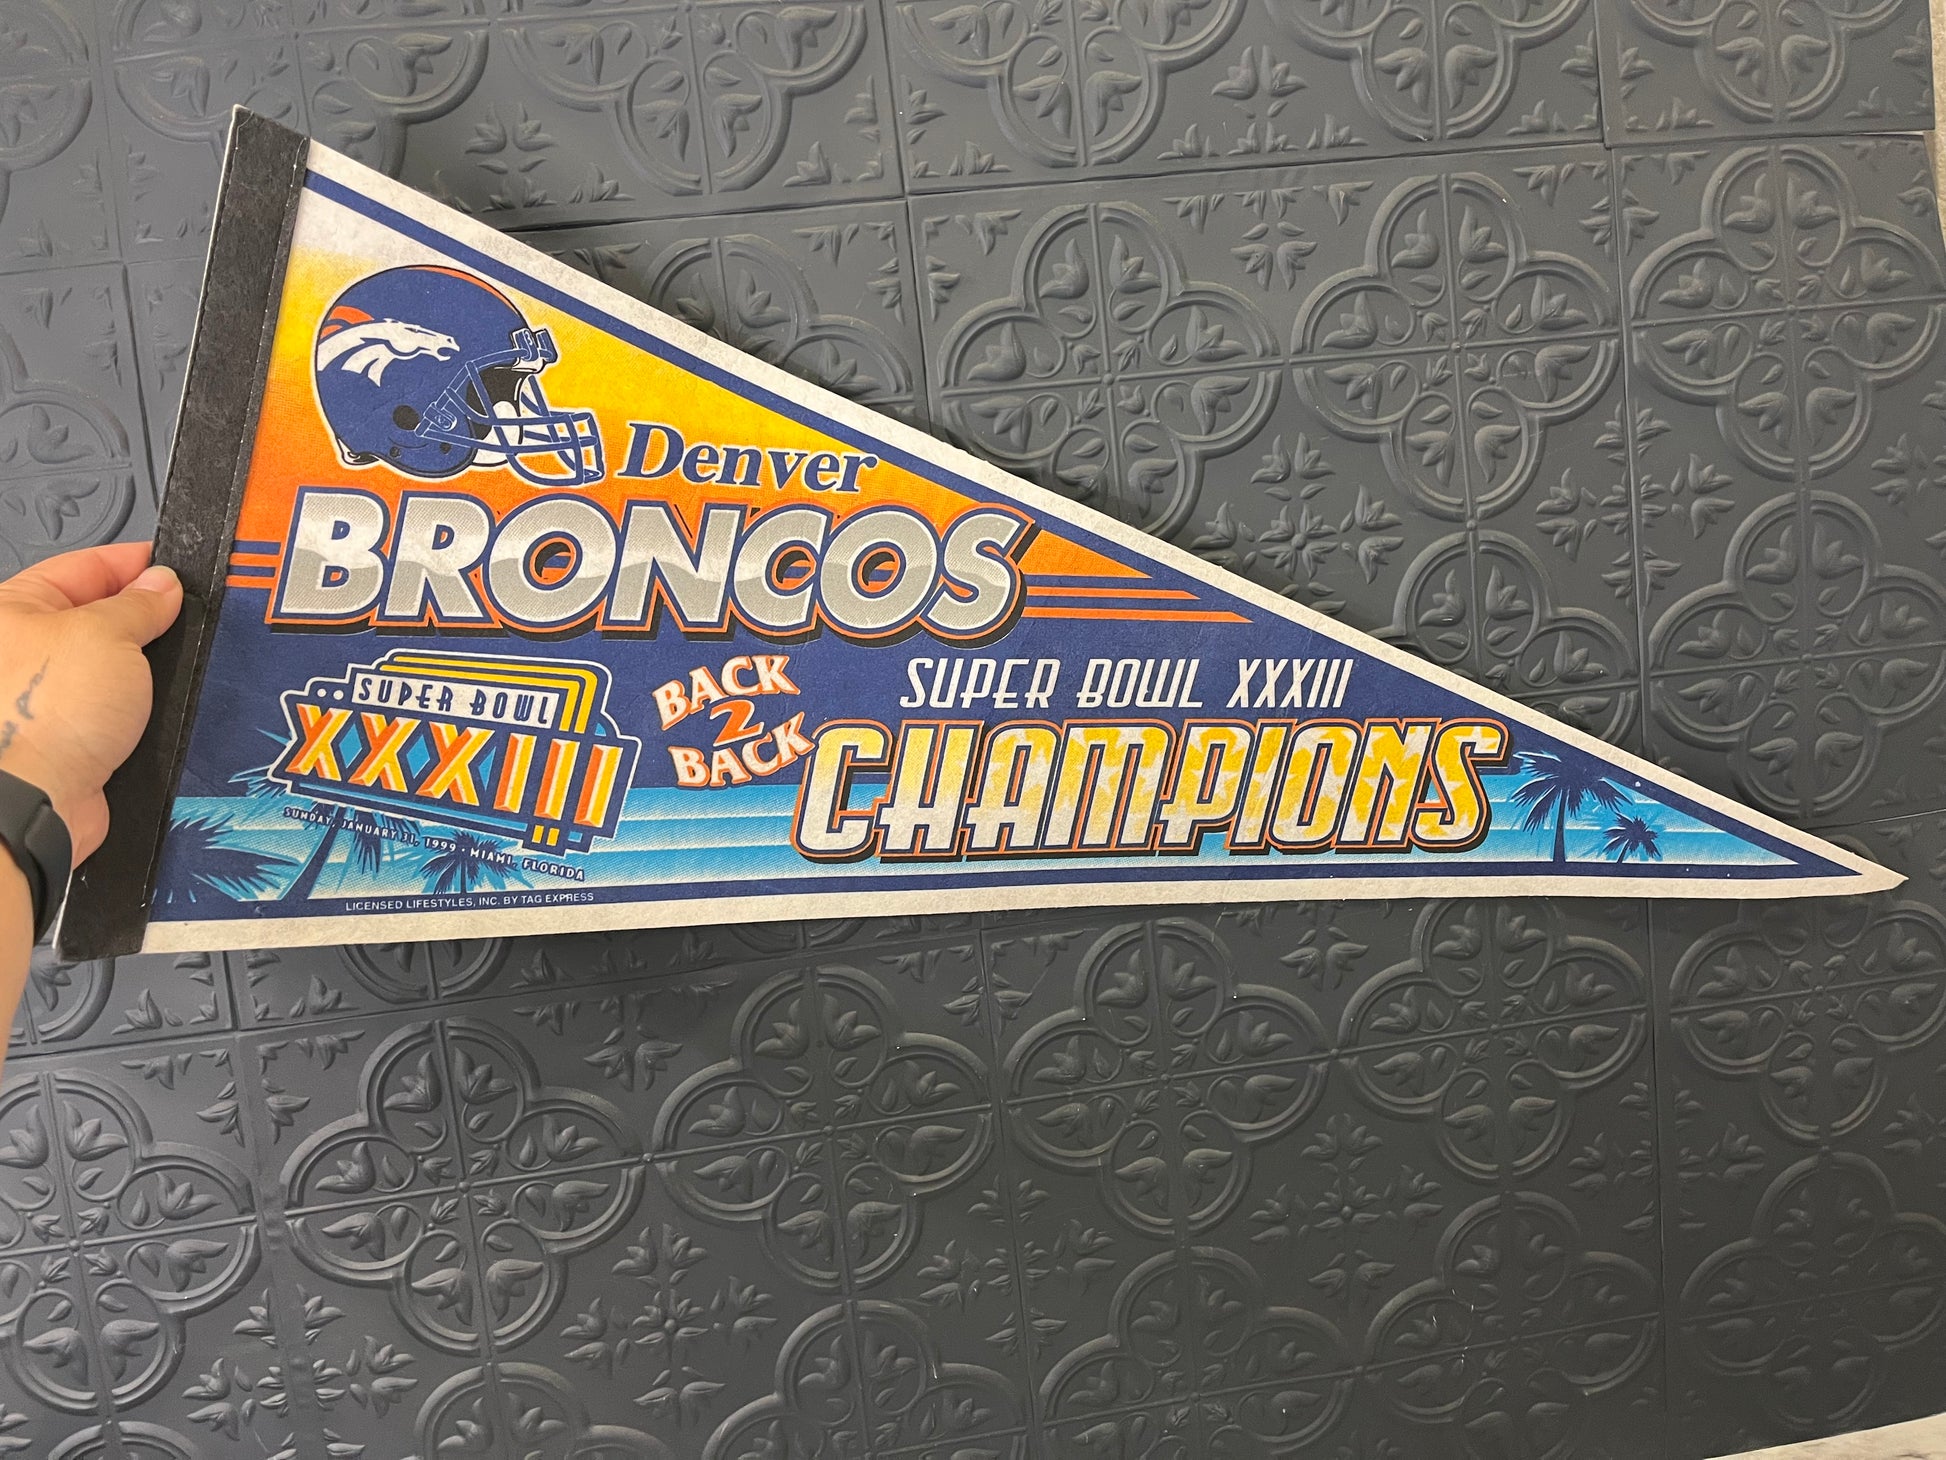 Denver
BRONCOS
SUPER BOWL
XXXIII
SUNDAY, JANUARY 31, 1999 • MIAMI, FLORIDA
BACK
2
BACK
SUPER BOWL XXXIII
CHAMPIONS
LICENSED LIFESTYLES, INC. BY TAG EXPRESS